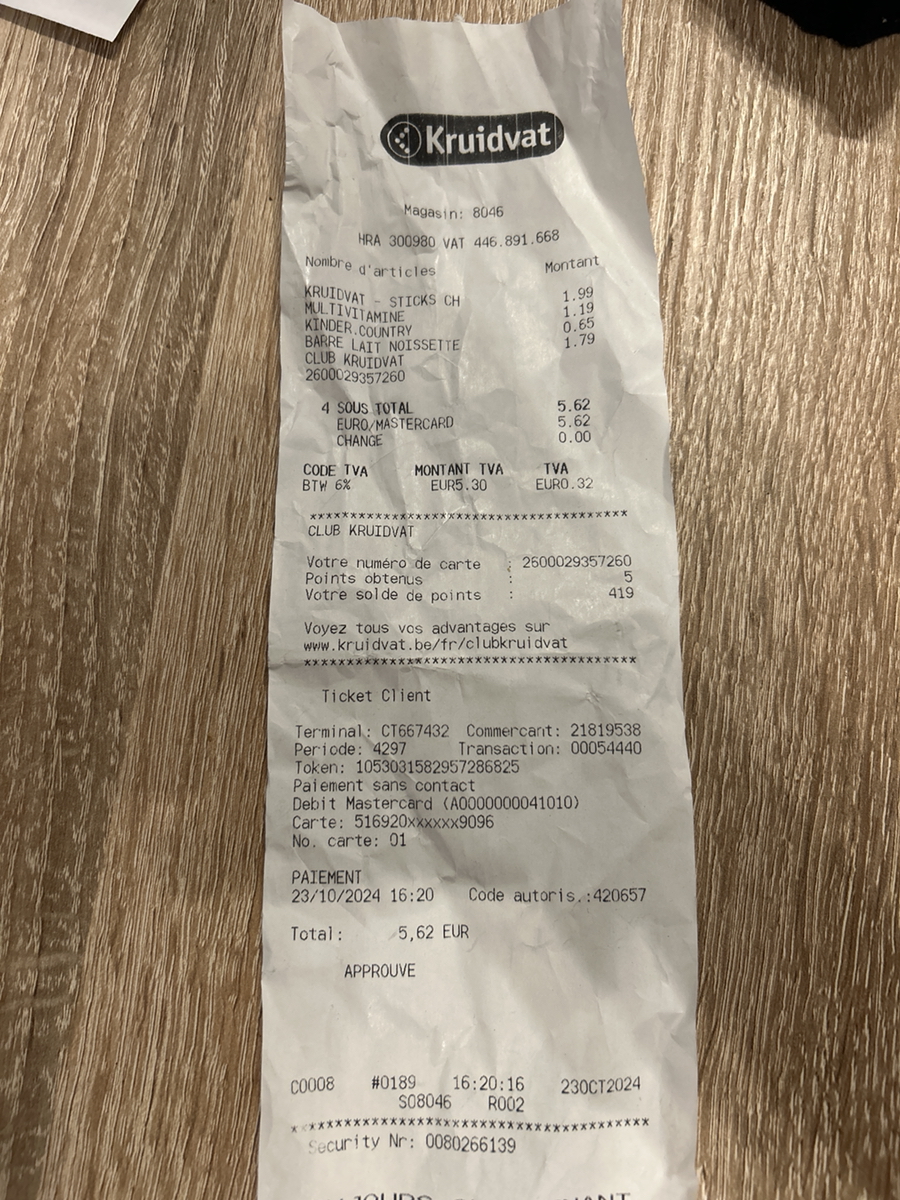 Kruidvat
Magasin: 8046
HRA 300980 VAT 446.891.668
Nombre d'articles Montant
KRUIDVAT - STICKS CH 1.99
MULTIVITAMINE 1.19
KINDER.COUNTRY 0.65
BARRE LAIT NOISSETTE 1.79
CLUB KRUIDVAT
2600029357260
4 SOUS TOTAL 5.62
EURO/MASTERCARD 5.62
CHANGE 0.00
CODE TVA MONTANT TVA TVA
BTW 6% EUR5.30 EUR0.32
***************************************
CLUB KRUIDVAT
Votre numéro de carte : 2600029357260
Points obtenus : 5
Votre solde de points : 419
Voyez tous vos advantages sur
www.kruidvat.be/fr/clubkruidvat
***************************************
Ticket Client
Terminal: CT667432 Commercant: 21819538
Periode: 4297 Transaction: 00054440
Token: 1053031582957286825
Paiement sans contact
Debit Mastercard (A0000000041010)
Carte: 516920xxxxxx9096
No. carte: 01
PAIEMENT
23/10/2024 16:20 Code autoris.:420657
Total: 5,62 EUR
APPROUVE
C0008 #0189 16:20:16 23OCT2024
S08046 R002
***************************************
Security Nr: 0080266139